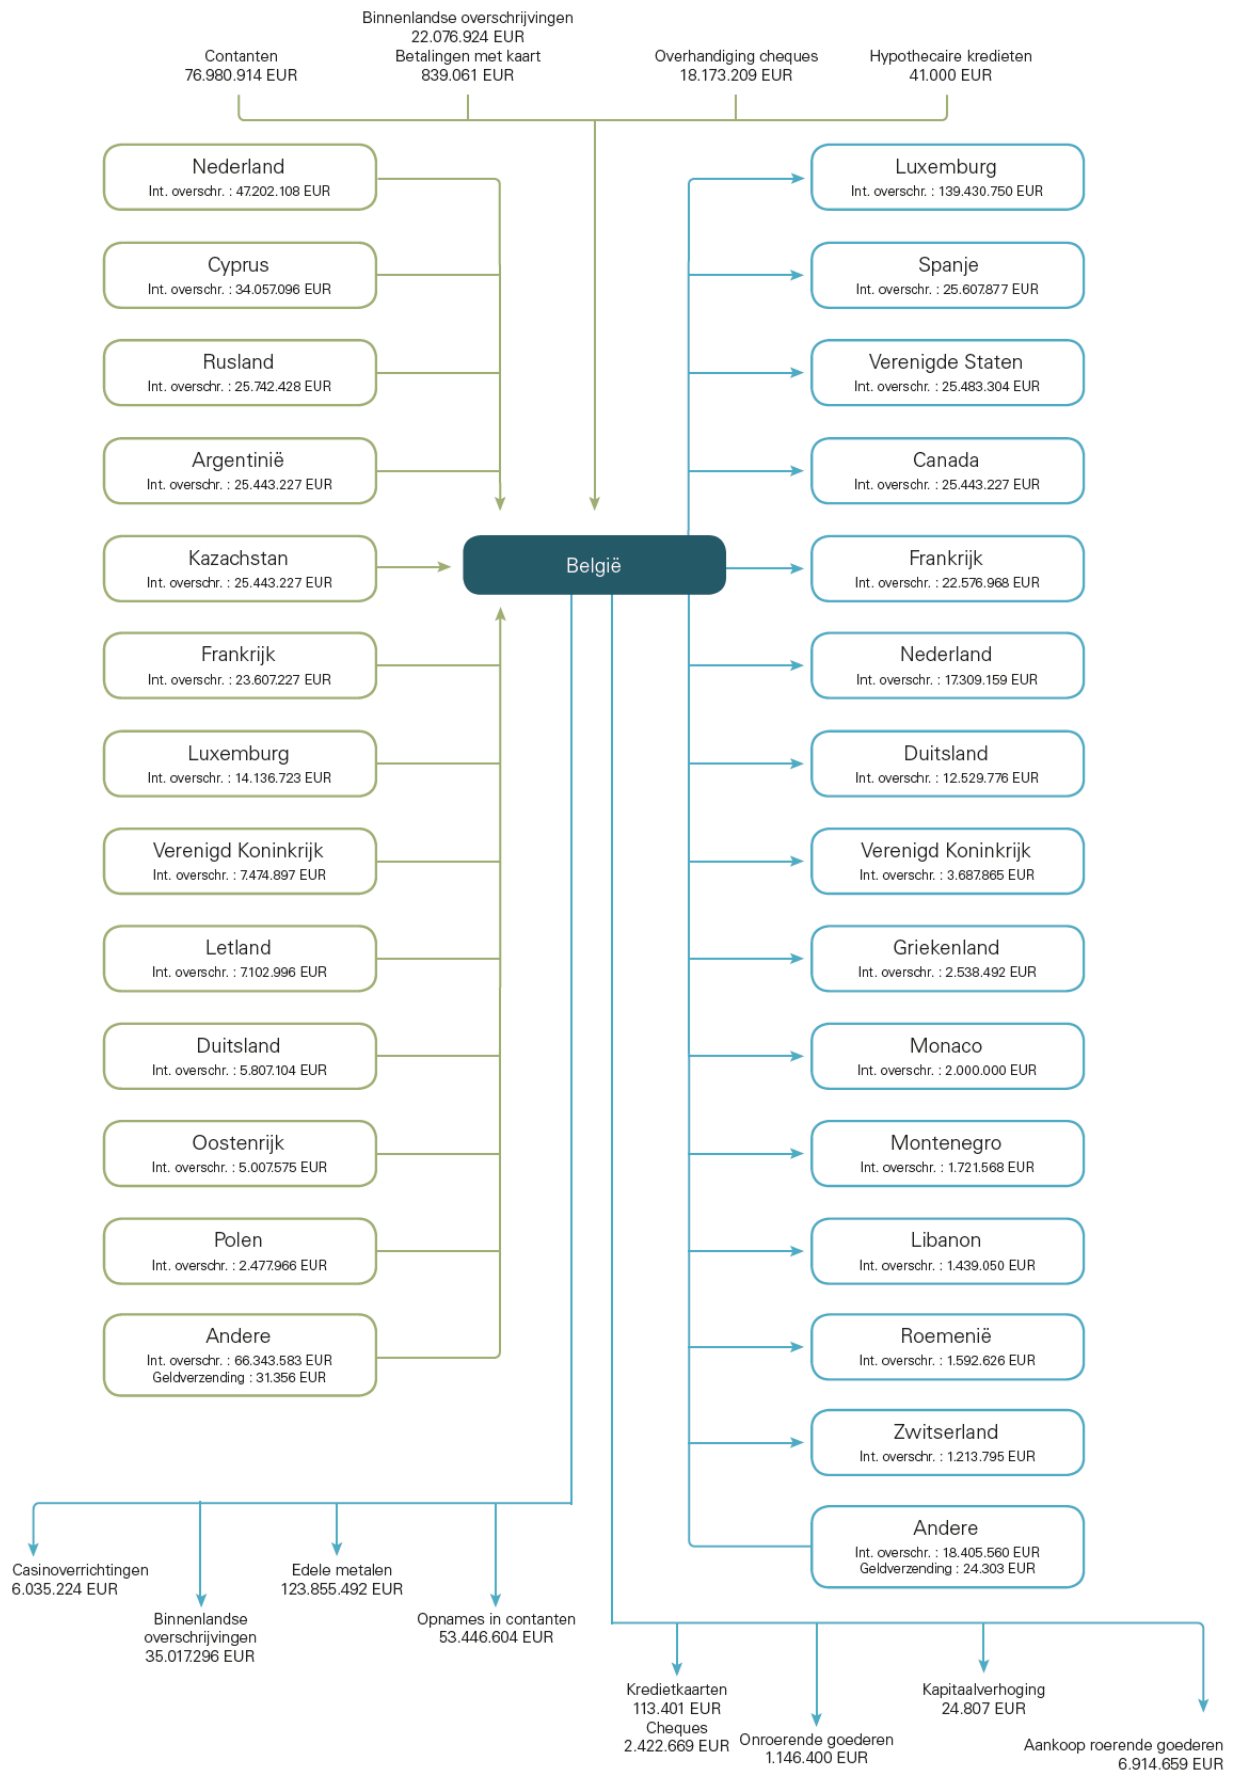 Binnenlandse overschrijvingen
22.076.924 EUR
Contanten
76.980.914 EUR
Betalingen met kaart
839.061 EUR
Overhandiging cheques
18.173.209 EUR
Hypothecaire kredieten
41.000 EUR
Nederland
Int. overschr. : 47.202.108 EUR
Cyprus
Int. overschr. : 34.057.096 EUR
Rusland
Int. overschr. : 25.742.428 EUR
Argentinië
Int. overschr. : 25.443.227 EUR
Kazachstan
Int. overschr. : 25.443.227 EUR
Frankrijk
Int. overschr. : 23.607.227 EUR
Luxemburg
Int. overschr. : 14.136.723 EUR
Verenigd Koninkrijk
Int. overschr. : 7.474.897 EUR
Letland
Int. overschr. : 7.102.996 EUR
Duitsland
Int. overschr. : 5.807.104 EUR
Oostenrijk
Int. overschr. : 5.007.575 EUR
Polen
Int. overschr. : 2.477.966 EUR
Andere
Int. overschr. : 66.343.583 EUR
Geldverzending : 31.356 EUR
België
Luxemburg
Int. overschr. : 139.430.750 EUR
Spanje
Int. overschr. : 25.607.877 EUR
Verenigde Staten
Int. overschr. : 25.483.304 EUR
Canada
Int. overschr. : 25.443.227 EUR
Frankrijk
Int. overschr. : 22.576.968 EUR
Nederland
Int. overschr. : 17.309.159 EUR
Duitsland
Int. overschr. : 12.529.776 EUR
Verenigd Koninkrijk
Int. overschr. : 3.687.865 EUR
Griekenland
Int. overschr. : 2.538.492 EUR
Monaco
Int. overschr. : 2.000.000 EUR
Montenegro
Int. overschr. : 1.721.568 EUR
Libanon
Int. overschr. : 1.439.050 EUR
Roemenië
Int. overschr. : 1.592.626 EUR
Zwitserland
Int. overschr. : 1.213.795 EUR
Andere
Int. overschr. : 18.405.560 EUR
Geldverzending : 24.303 EUR
Casinoverrichtingen
6.035.224 EUR
Binnenlandse
overschrijvingen
35.017.296 EUR
Edele metalen
123.855.492 EUR
Opnames in contanten
53.446.604 EUR
Kredietkaarten
113.401 EUR
Cheques
2.422.669 EUR
Onroerende goederen
1.146.400 EUR
Kapitaalverhoging
24.807 EUR
Aankoop roerende goederen
6.914.659 EUR